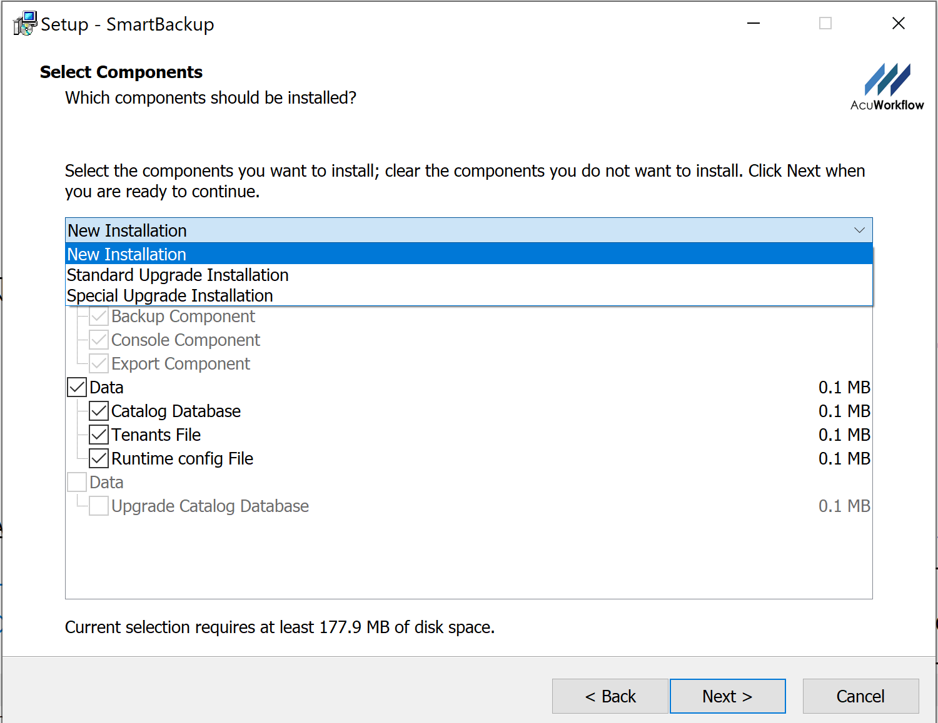 Setup - SmartBackup
Select Components
Which components should be installed?
AcuWorkflow
Select the components you want to install; clear the components you do not want to install. Click Next when
you are ready to continue.
New Installation
New Installation
Standard Upgrade Installation
Special Upgrade Installation
Backup Component
Console Component
Export Component
Data 0.1 MB
Catalog Database 0.1 MB
Tenants File 0.1 MB
Runtime config File 0.1 MB
Data
Upgrade Catalog Database 0.1 MB
Current selection requires at least 177.9 MB of disk space.
< Back Next > Cancel